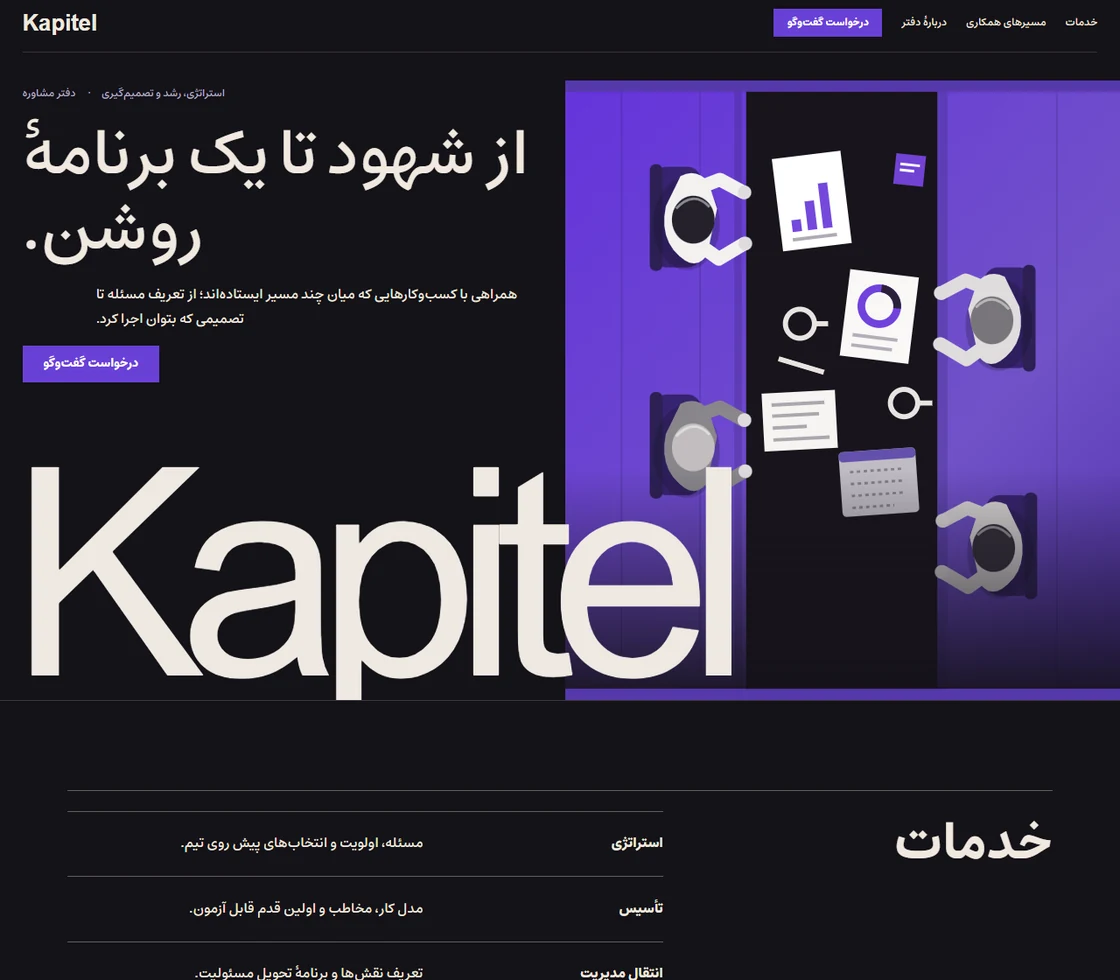 Kapitel
خدمات
مسیرهای همکاری
دربارهٔ دفتر
درخواست گفت‌وگو
دفتر مشاوره · استراتژی، رشد و تصمیم‌گیری
از شهود تا یک برنامهٔ
روشن.
همراهی با کسب‌وکارهایی که میان چند مسیر ایستاده‌اند؛ از تعریف مسئله تا
تصمیمی که بتوان اجرا کرد.
درخواست گفت‌وگو
Kapitel
خدمات
استراتژی
مسئله، اولویت و انتخاب‌های پیش روی تیم.
تأسیس
مدل کار، مخاطب و اولین قدم قابل آزمون.
انتقال مدیریت
تعریف نقش‌ها و برنامهٔ تحویل مسئولیت.